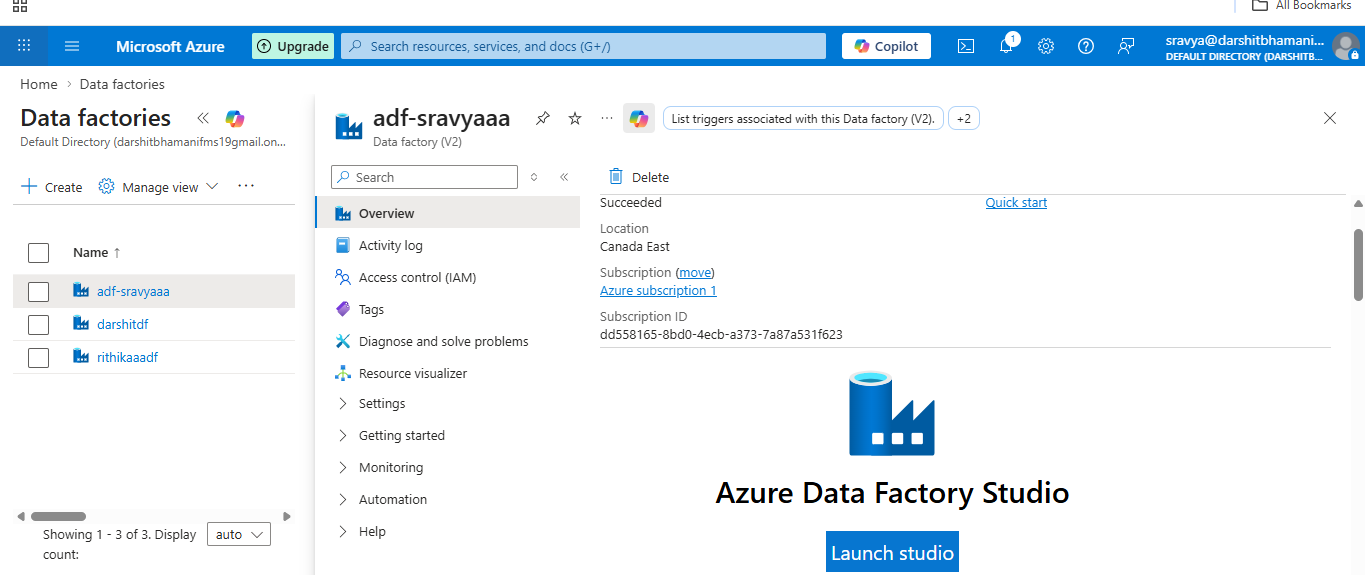 All Bookmarks
Microsoft Azure
Upgrade
Search resources, services, and docs (G+/)
Copilot
1
sravya@darshitbhamani...
DEFAULT DIRECTORY (DARSHITB...
Home > Data factories
Data factories
Default Directory (darshitbhamanifms19gmail.on...
Create
Manage view
...
Name ↑
adf-sravyaaa
darshitdf
rithikaaadf
Showing 1 - 3 of 3. Display count:
auto
adf-sravyaaa
Data factory (V2)
...
List triggers associated with this Data factory (V2).
+2
Search
Overview
Activity log
Access control (IAM)
Tags
Diagnose and solve problems
Resource visualizer
Settings
Getting started
Monitoring
Automation
Help
Delete
Succeeded
Quick start
Location
Canada East
Subscription (move)
Azure subscription 1
Subscription ID
dd558165-8bd0-4ecb-a373-7a87a531f623
Azure Data Factory Studio
Launch studio